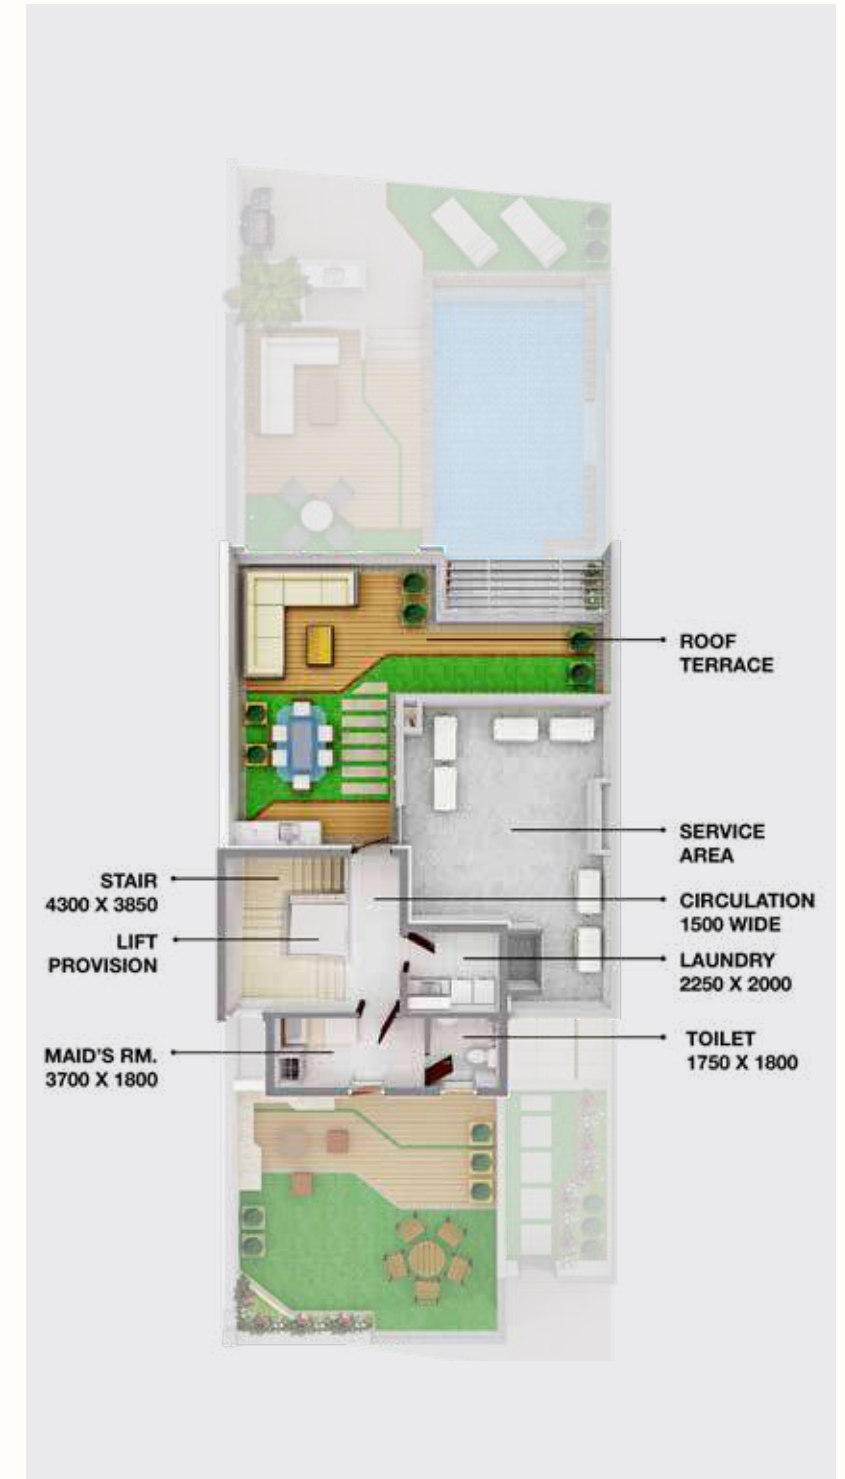 ROOF
TERRACE
SERVICE
AREA
STAIR
4300 X 3850
CIRCULATION
1500 WIDE
LIFT
PROVISION
LAUNDRY
2250 X 2000
TOILET
1750 X 1800
MAID'S RM.
3700 X 1800